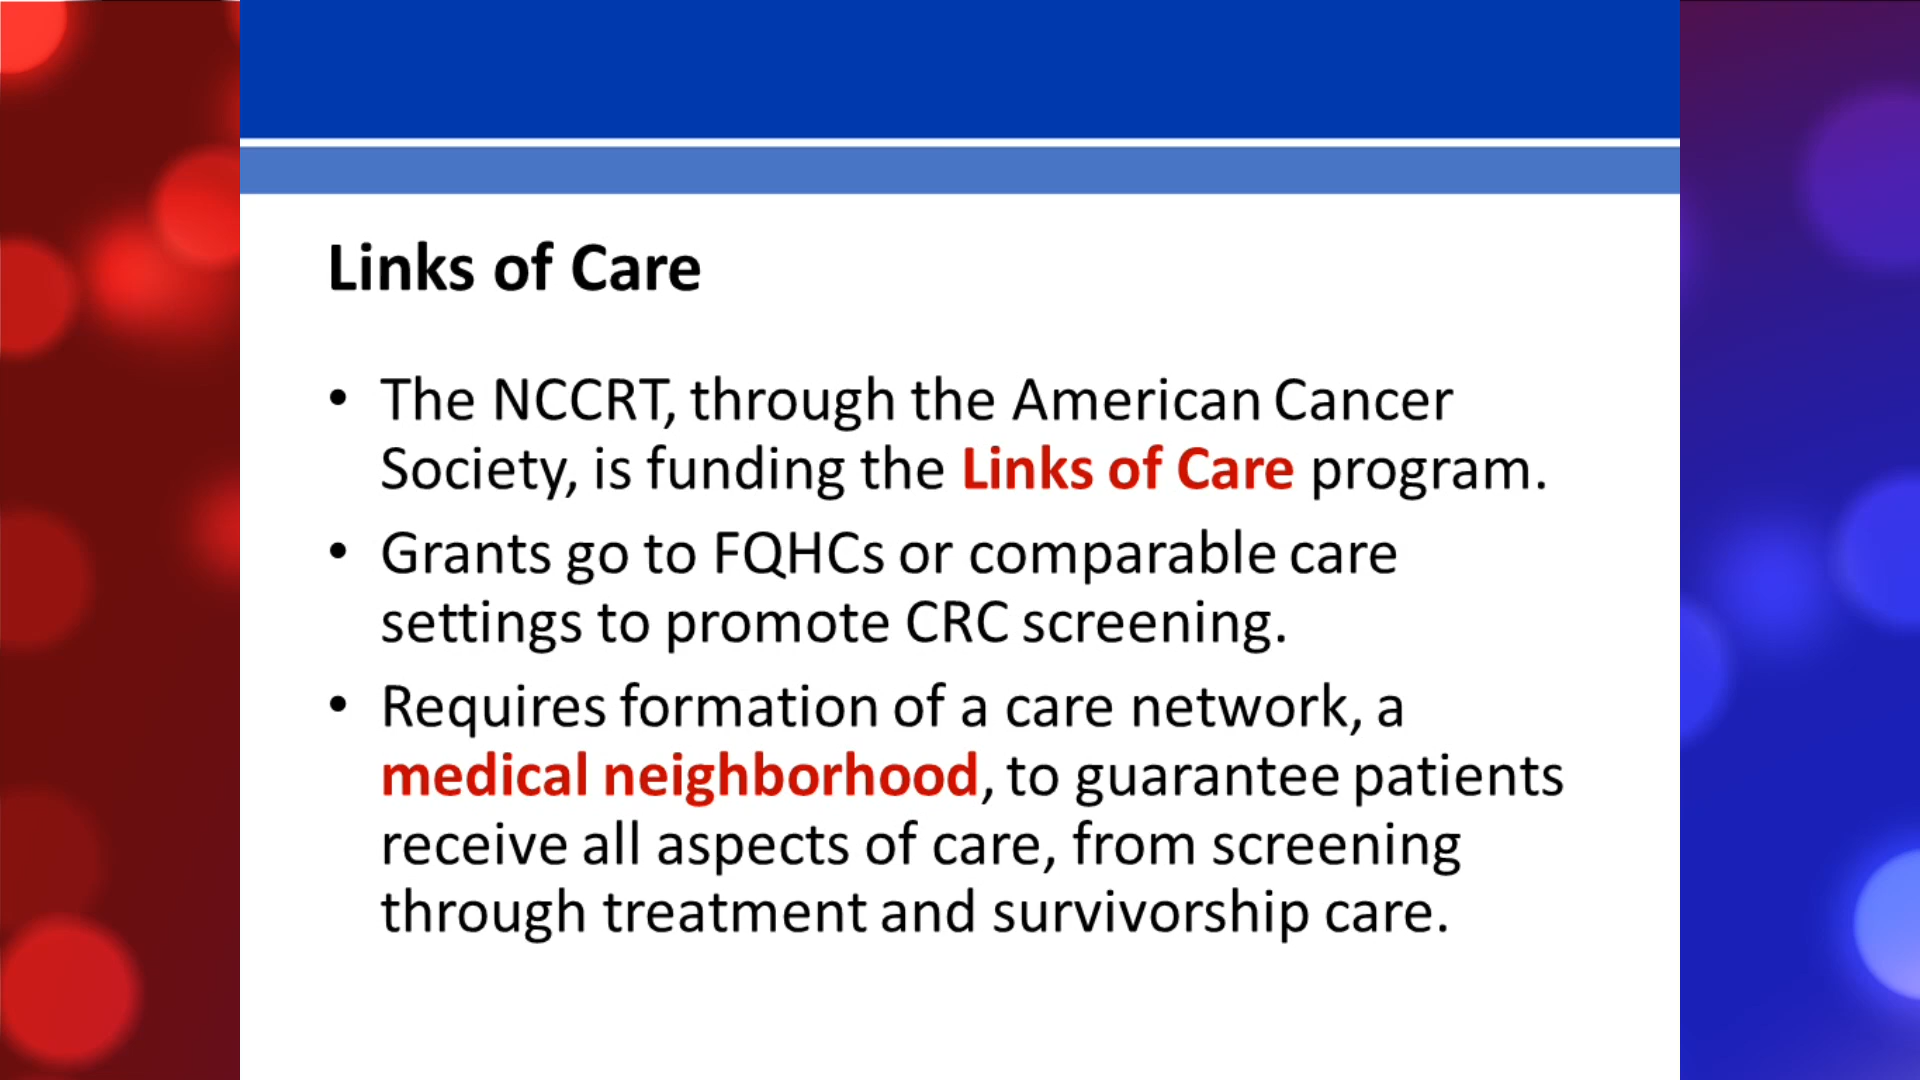 Links of Care
• The NCCRT, through the American Cancer
Society, is funding the Links of Care program.
• Grants go to FQHCs or comparable care
settings to promote CRC screening.
• Requires formation of a care network, a
medical neighborhood, to guarantee patients
receive all aspects of care, from screening
through treatment and survivorship care.